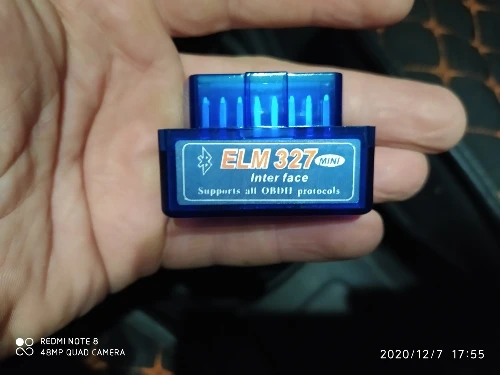 ELM 327 MINI
Inter face
Supports all OBDII protocols
REDMI NOTE 8
48MP QUAD CAMERA
2020/12/7 17:55